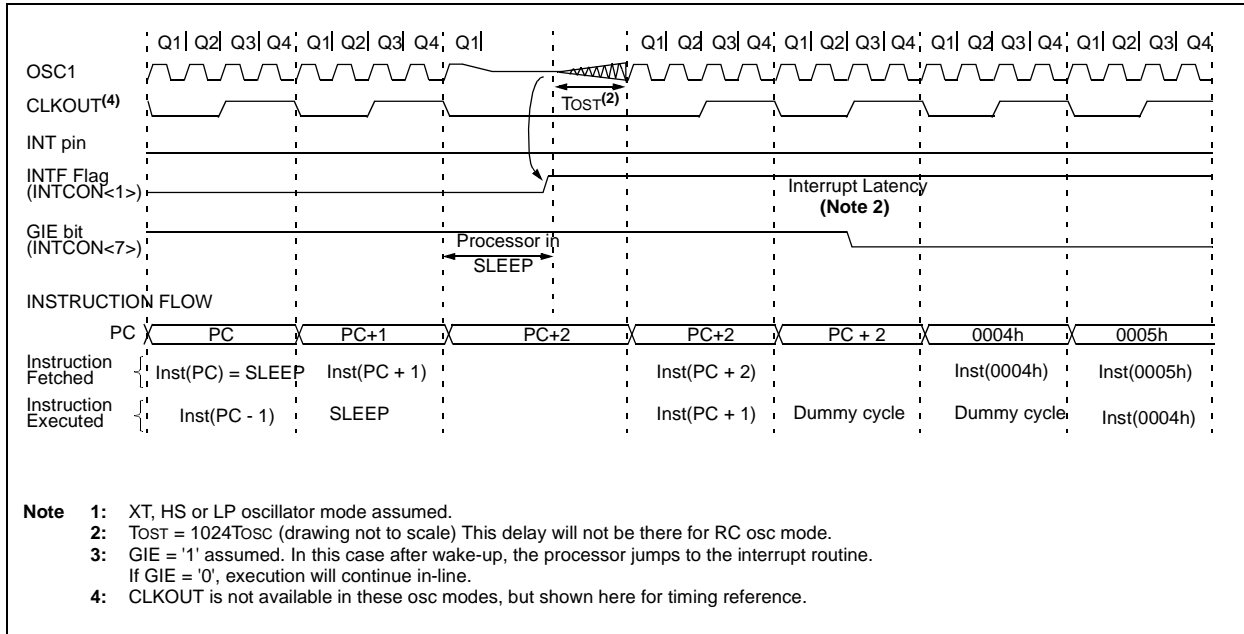 Q1 Q2 Q3 Q4 Q1 Q2 Q3 Q4 Q1 Q1 Q2 Q3 Q4 Q1 Q2 Q3 Q4 Q1 Q2 Q3 Q4 Q1 Q2 Q3 Q4
OSC1
CLKOUT(4)
TOST(2)
INT pin
INTF Flag
(INTCON<1>)
Interrupt Latency
(Note 2)
GIE bit
(INTCON<7>)
Processor in
SLEEP
INSTRUCTION FLOW
PC PC PC+1 PC+2 PC+2 PC + 2 0004h 0005h
Instruction
Fetched
Inst(PC) = SLEEP Inst(PC + 1) Inst(PC + 2) Inst(0004h) Inst(0005h)
Instruction
Executed
Inst(PC - 1) SLEEP Inst(PC + 1) Dummy cycle Dummy cycle Inst(0004h)
Note 1: XT, HS or LP oscillator mode assumed.
2: TOST = 1024TOSC (drawing not to scale) This delay will not be there for RC osc mode.
3: GIE = '1' assumed. In this case after wake-up, the processor jumps to the interrupt routine.
If GIE = '0', execution will continue in-line.
4: CLKOUT is not available in these osc modes, but shown here for timing reference.